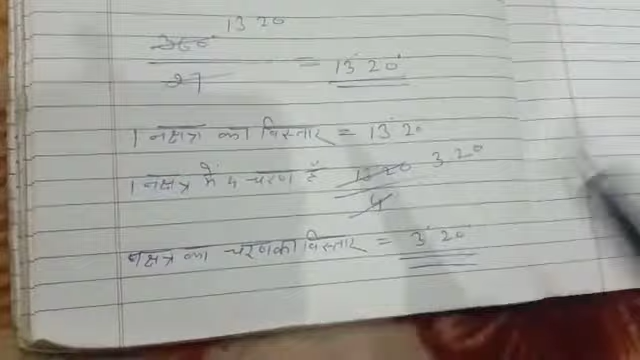 13 20
360° = 13° 20'
27
1 नक्षत्र का विस्तार = 13° 20
1 नक्षत्र में 4 चरण हैं 13 20 3 20
4
नक्षत्र का चरण का विस्तार = 3° 20'